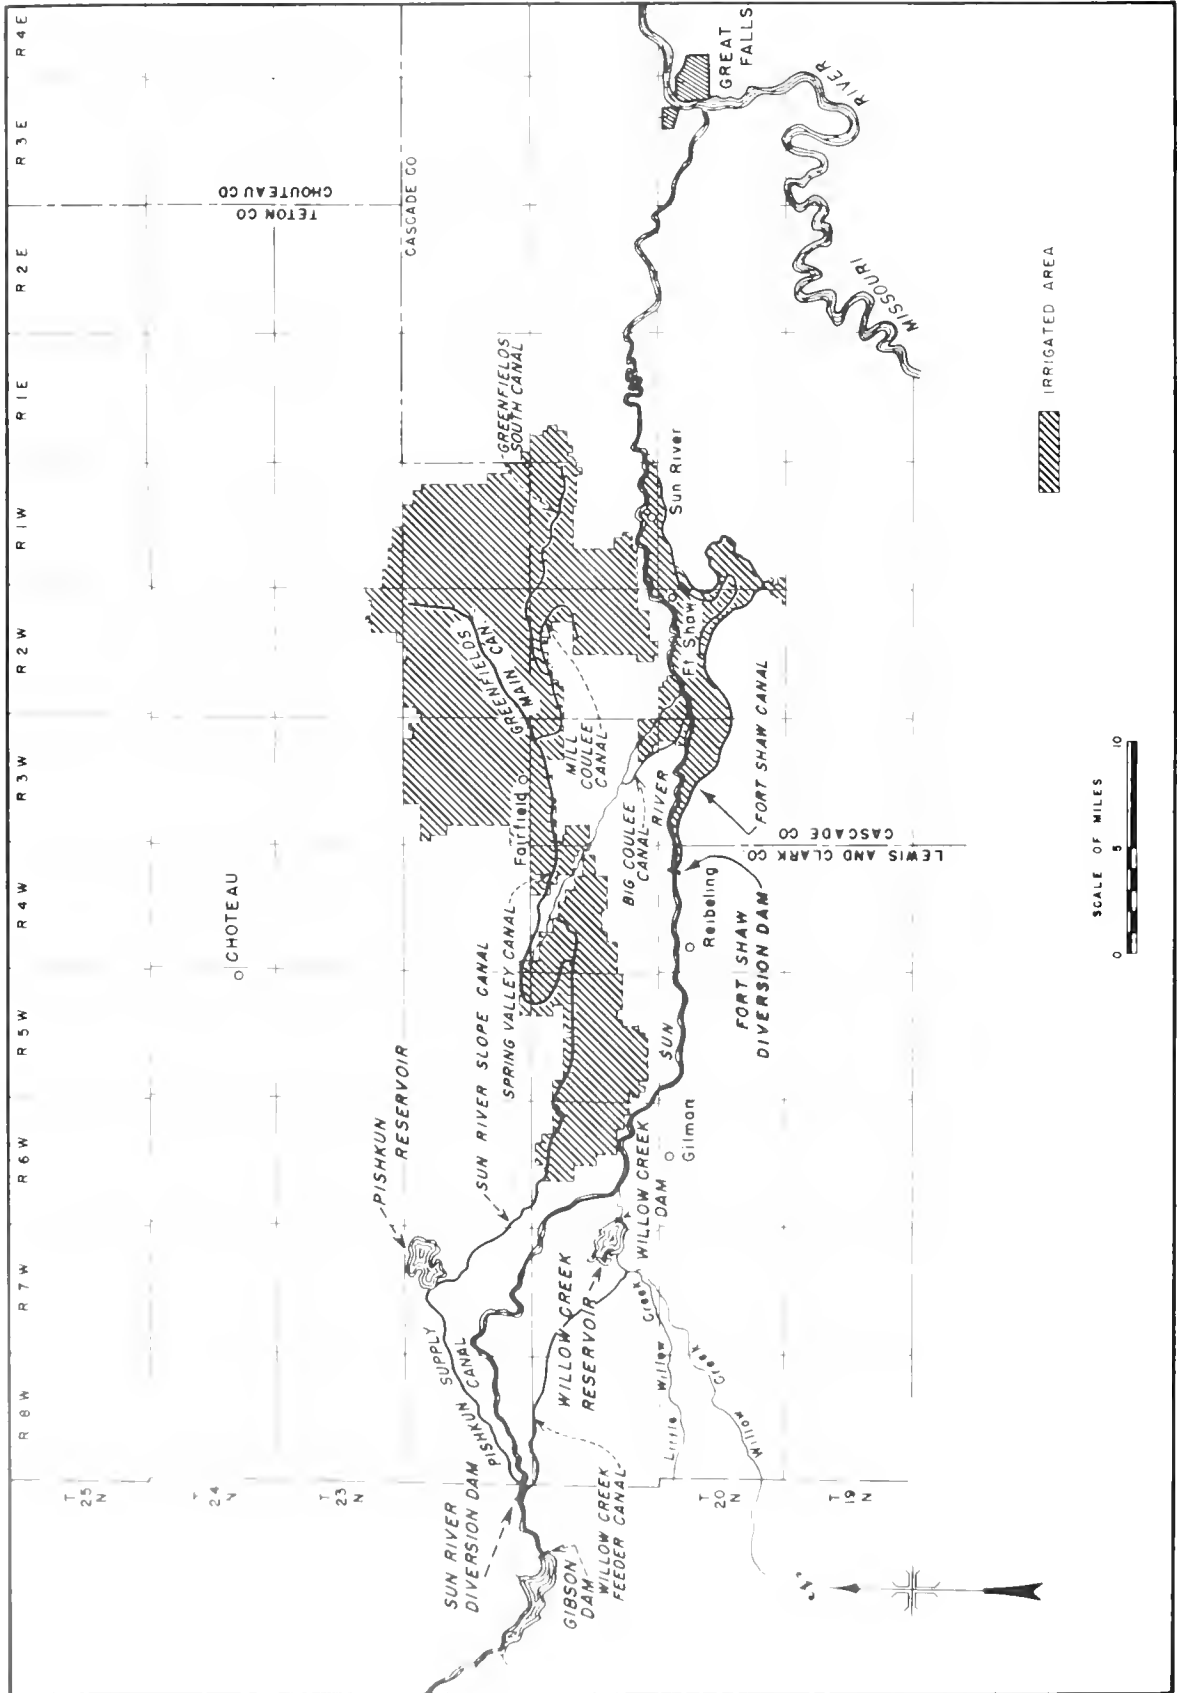 R 8 W
R 7 W
R 6 W
R 5 W
R 4 W
R 3 W
R 2 W
R 1 W
R 1 E
R 2 E
R 3 E
R 4 E
T
25
N
T
24
N
T
23
N
T
20
N
T
19
N
CHOTEAU
TETON CO
CHOUTEAU CO
CASCADE CO
PISHKUN
RESERVOIR
SUN RIVER SLOPE CANAL
SPRING VALLEY CANAL
Fairfield
GREENFIELDS
MAIN CAN.
GREENFIELDS
SOUTH CANAL
SUN RIVER
DIVERSION DAM
PISHKUN
SUPPLY
CANAL
GIBSON
DAM
WILLOW CREEK
FEEDER CANAL
WILLOW CREEK
RESERVOIR
WILLOW CREEK
DAM
Little Willow Creek
Willow Creek
Gilman
SUN
RIVER
Reibeling
MILL
COULEE
CANAL
BIG COULEE
CANAL
FORT SHAW
DIVERSION DAM
LEWIS AND CLARK CO.
CASCADE CO
FORT SHAW CANAL
Ft Shaw
Sun River
GREAT
FALLS
MISSOURI
RIVER
IRRIGATED AREA
SCALE OF MILES
0 5 10
N